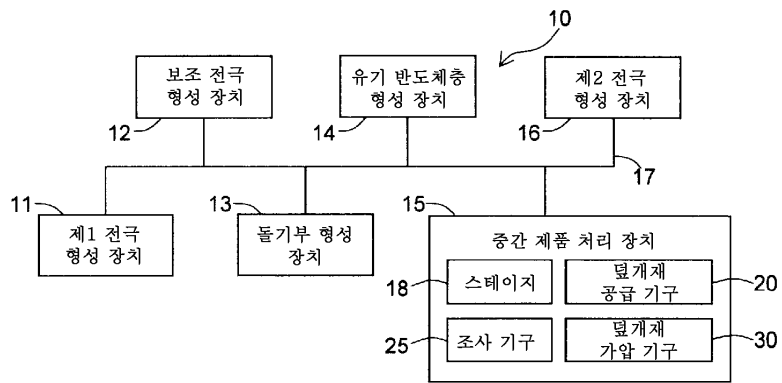 10
보조 전극
형성 장치
12
유기 반도체층
형성 장치
14
제2 전극
형성 장치
16
17
11
제1 전극
형성 장치
13
돌기부 형성
장치
15
중간 제품 처리 장치
18
스테이지
덮개재
공급 기구
20
25
조사 기구
덮개재
가압 기구
30